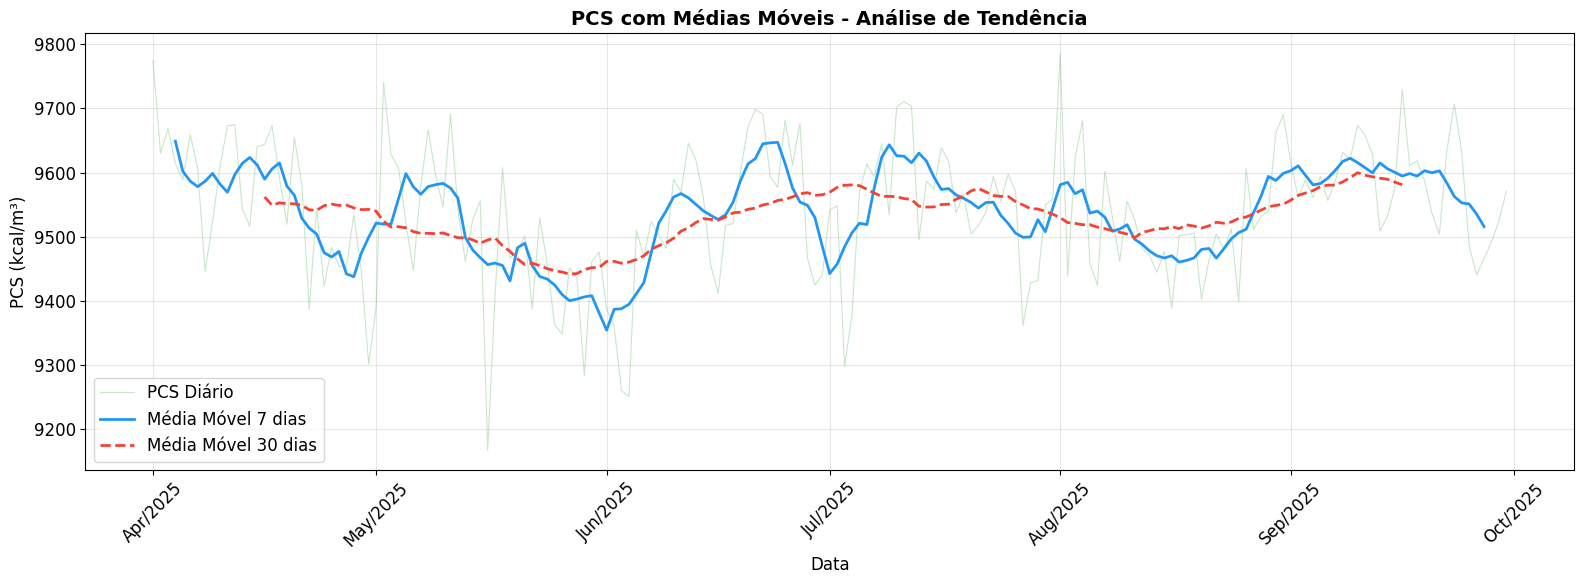 PCS com Médias Móveis - Análise de Tendência
PCS (kcal/m³)
9800
9700
9600
9500
9400
9300
9200
PCS Diário
Média Móvel 7 dias
Média Móvel 30 dias
Apr/2025
May/2025
Jun/2025
Jul/2025
Aug/2025
Sep/2025
Oct/2025
Data